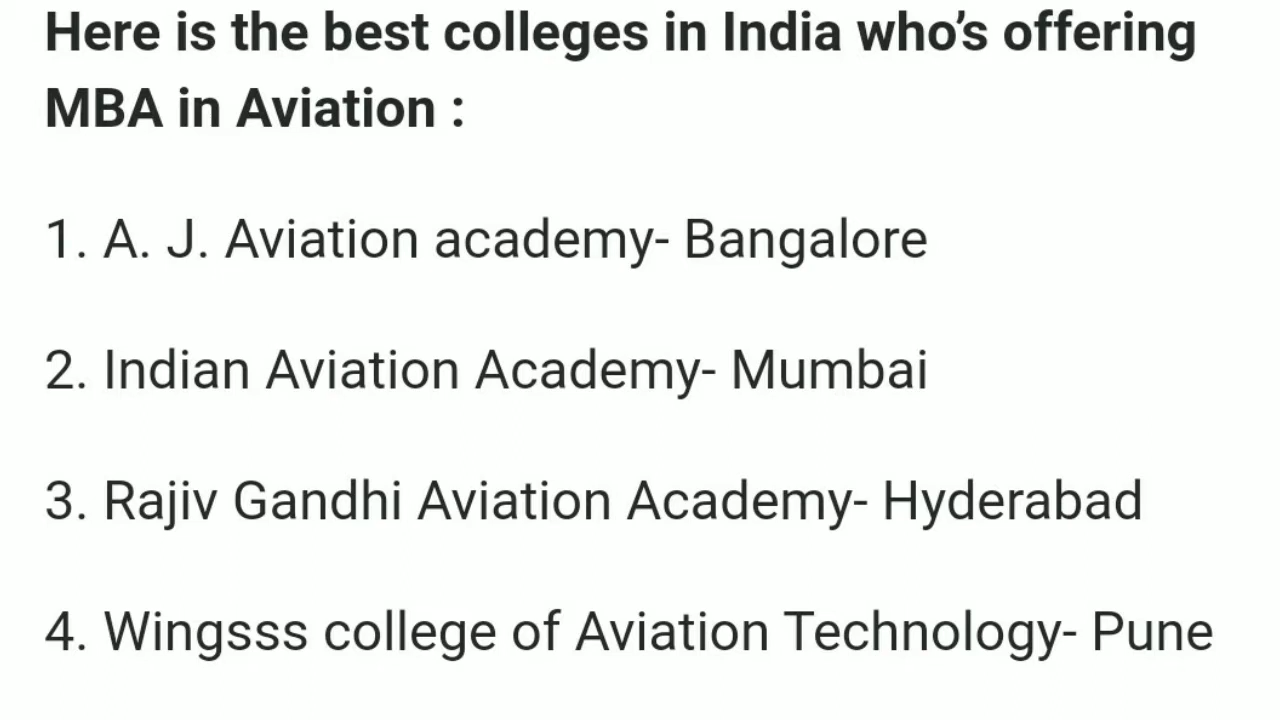 Here is the best colleges in India who’s offering
MBA in Aviation :
1. A. J. Aviation academy- Bangalore
2. Indian Aviation Academy- Mumbai
3. Rajiv Gandhi Aviation Academy- Hyderabad
4. Wingsss college of Aviation Technology- Pune